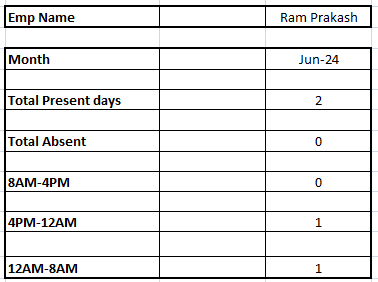 Emp Name Ram Prakash
Month Jun-24
Total Present days 2
Total Absent 0
8AM-4PM 0
4PM-12AM 1
12AM-8AM 1